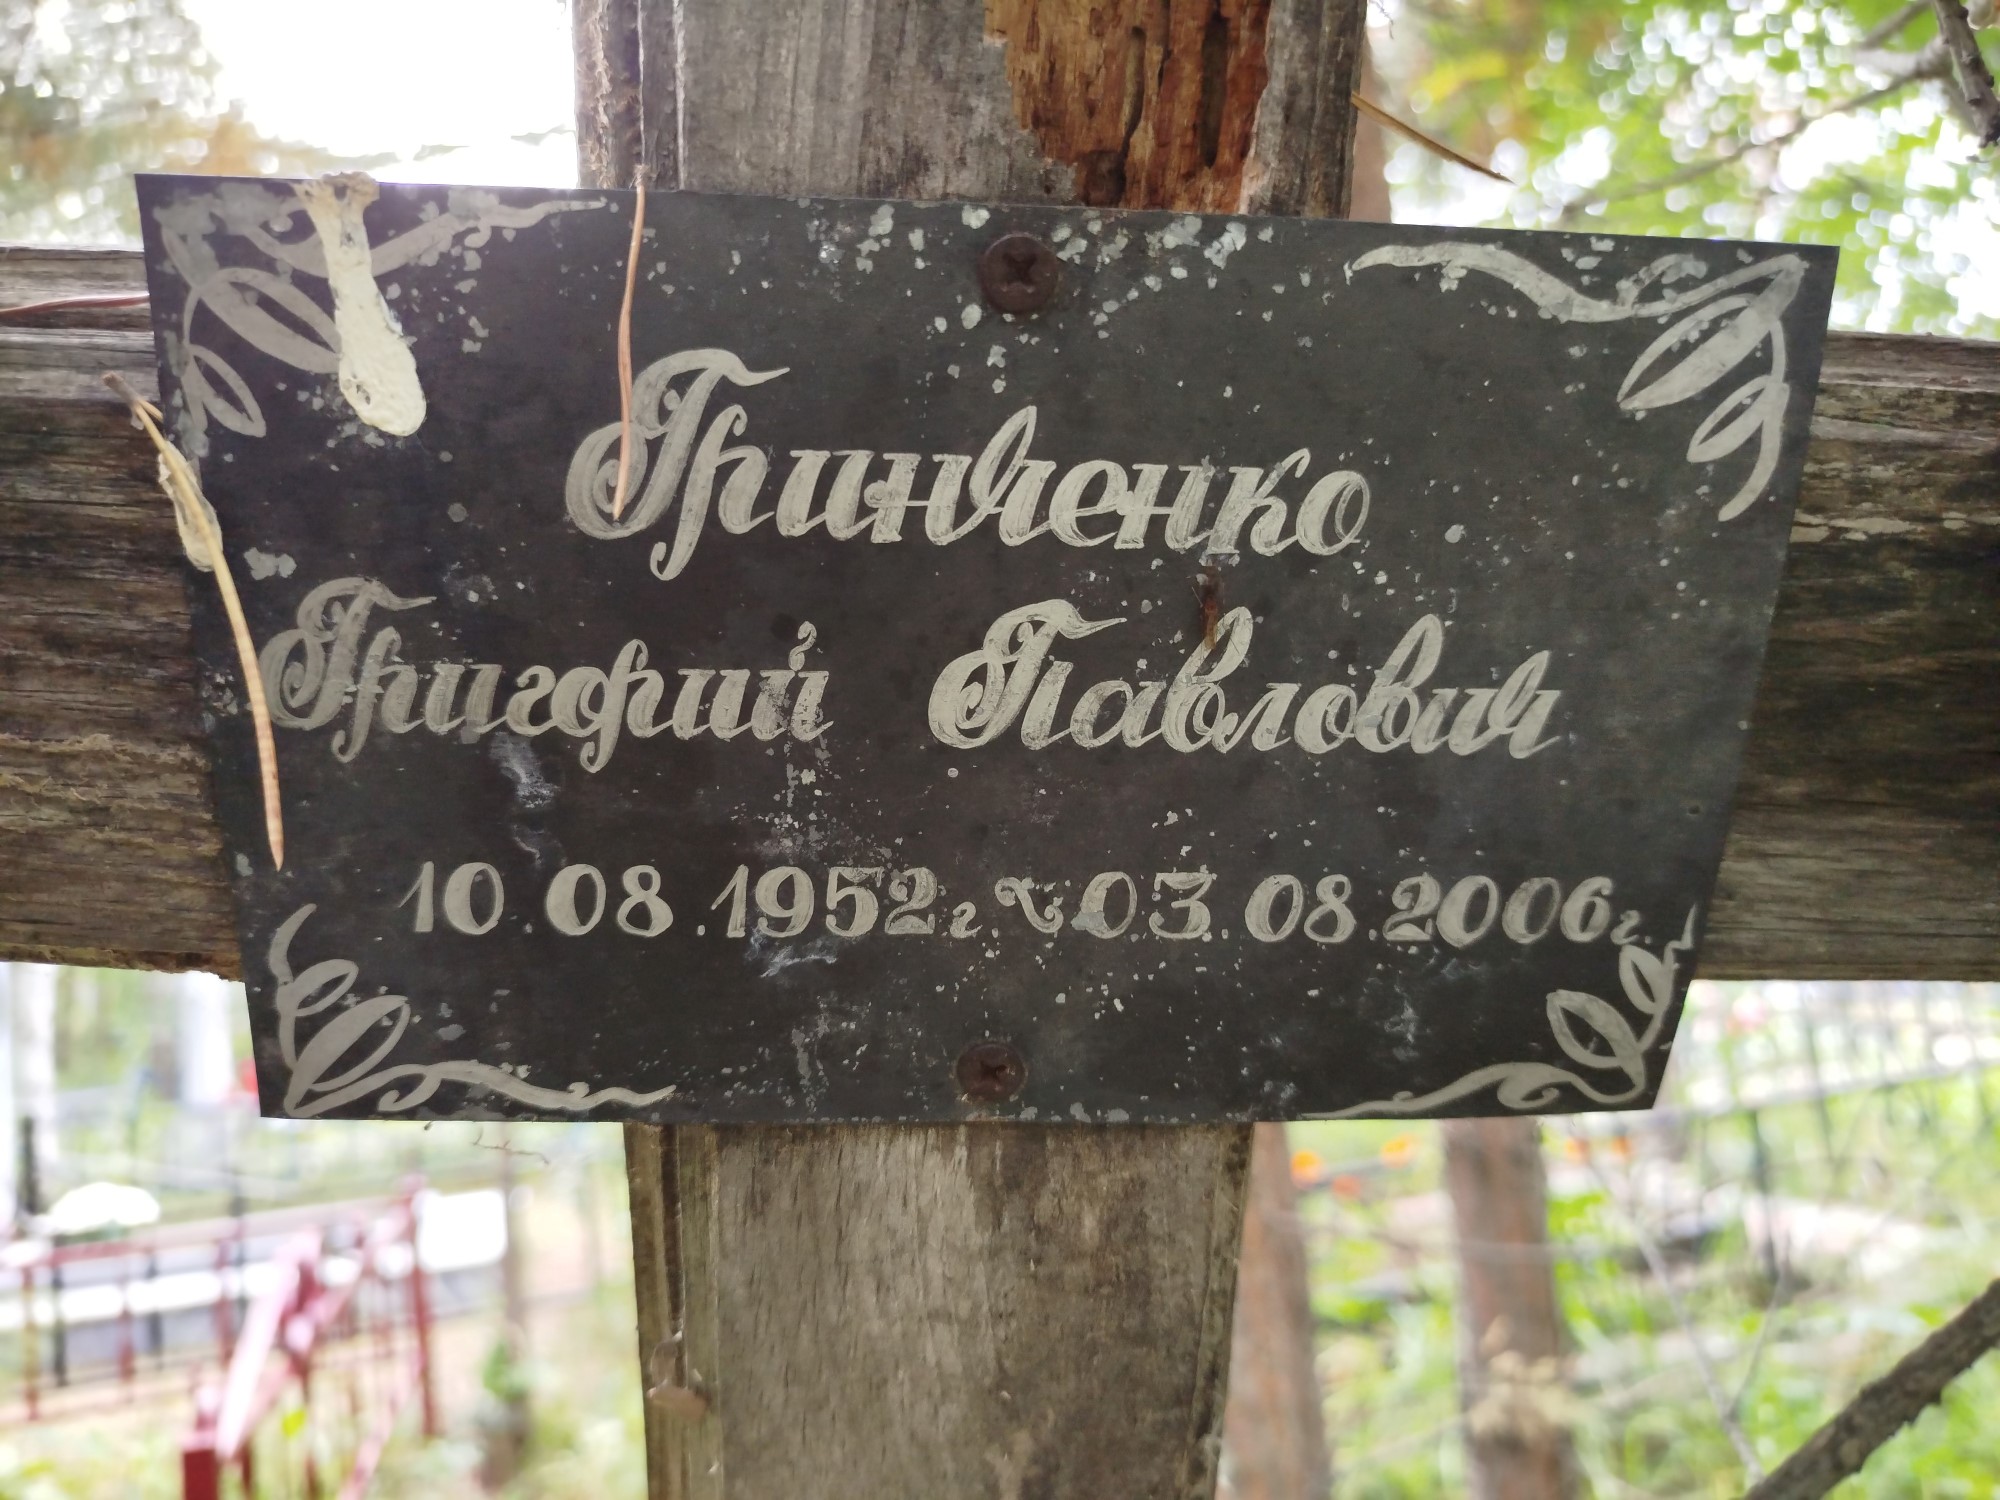 Гринченко
Григорий Павлович
10.08.1952г. ~ 03.08.2006г.